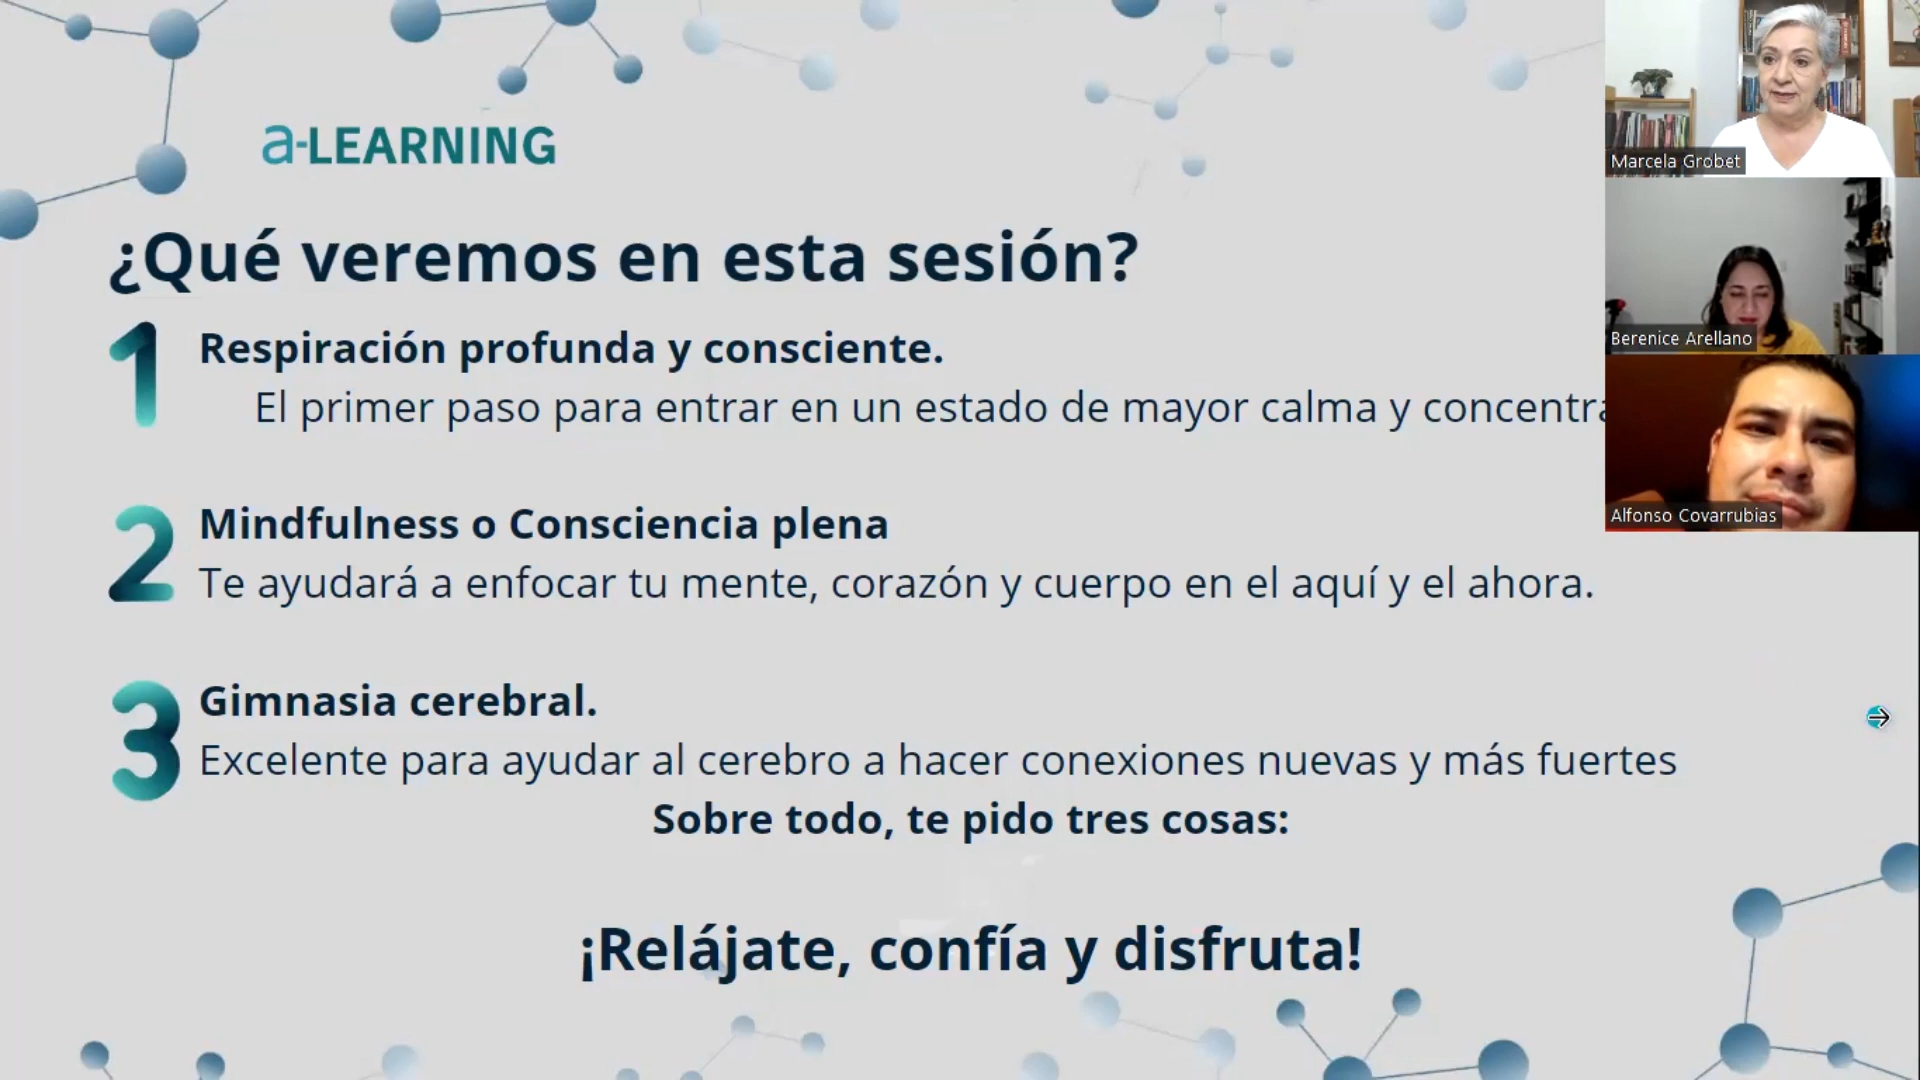 a-LEARNING
¿Qué veremos en esta sesión?
1
Respiración profunda y consciente.
El primer paso para entrar en un estado de mayor calma y concentra
2
Mindfulness o Consciencia plena
Te ayudará a enfocar tu mente, corazón y cuerpo en el aquí y el ahora.
3
Gimnasia cerebral.
Excelente para ayudar al cerebro a hacer conexiones nuevas y más fuertes
Sobre todo, te pido tres cosas:
¡Relájate, confía y disfruta!
Marcela Grobet
Berenice Arellano
Alfonso Covarrubias